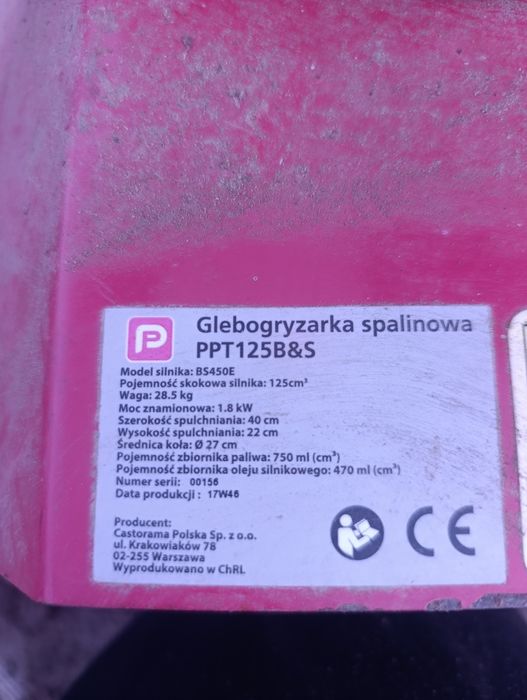 P
Glebogryzarka spalinowa
PPT125B&S
Model silnika: BS450E
Pojemność skokowa silnika: 125cm³
Waga: 28.5 kg
Moc znamionowa: 1.8 kW
Szerokość spulchniania: 40 cm
Wysokość spulchniania: 22 cm
Średnica koła: Ø 27 cm
Pojemność zbiornika paliwa: 750 ml (cm³)
Pojemność zbiornika oleju silnikowego: 470 ml (cm³)
Numer serii: 00156
Data produkcji : 17W46
Producent:
Castorama Polska Sp. z o.o.
ul. Krakowiaków 78
02-255 Warszawa
Wyprodukowano w ChRL
CE